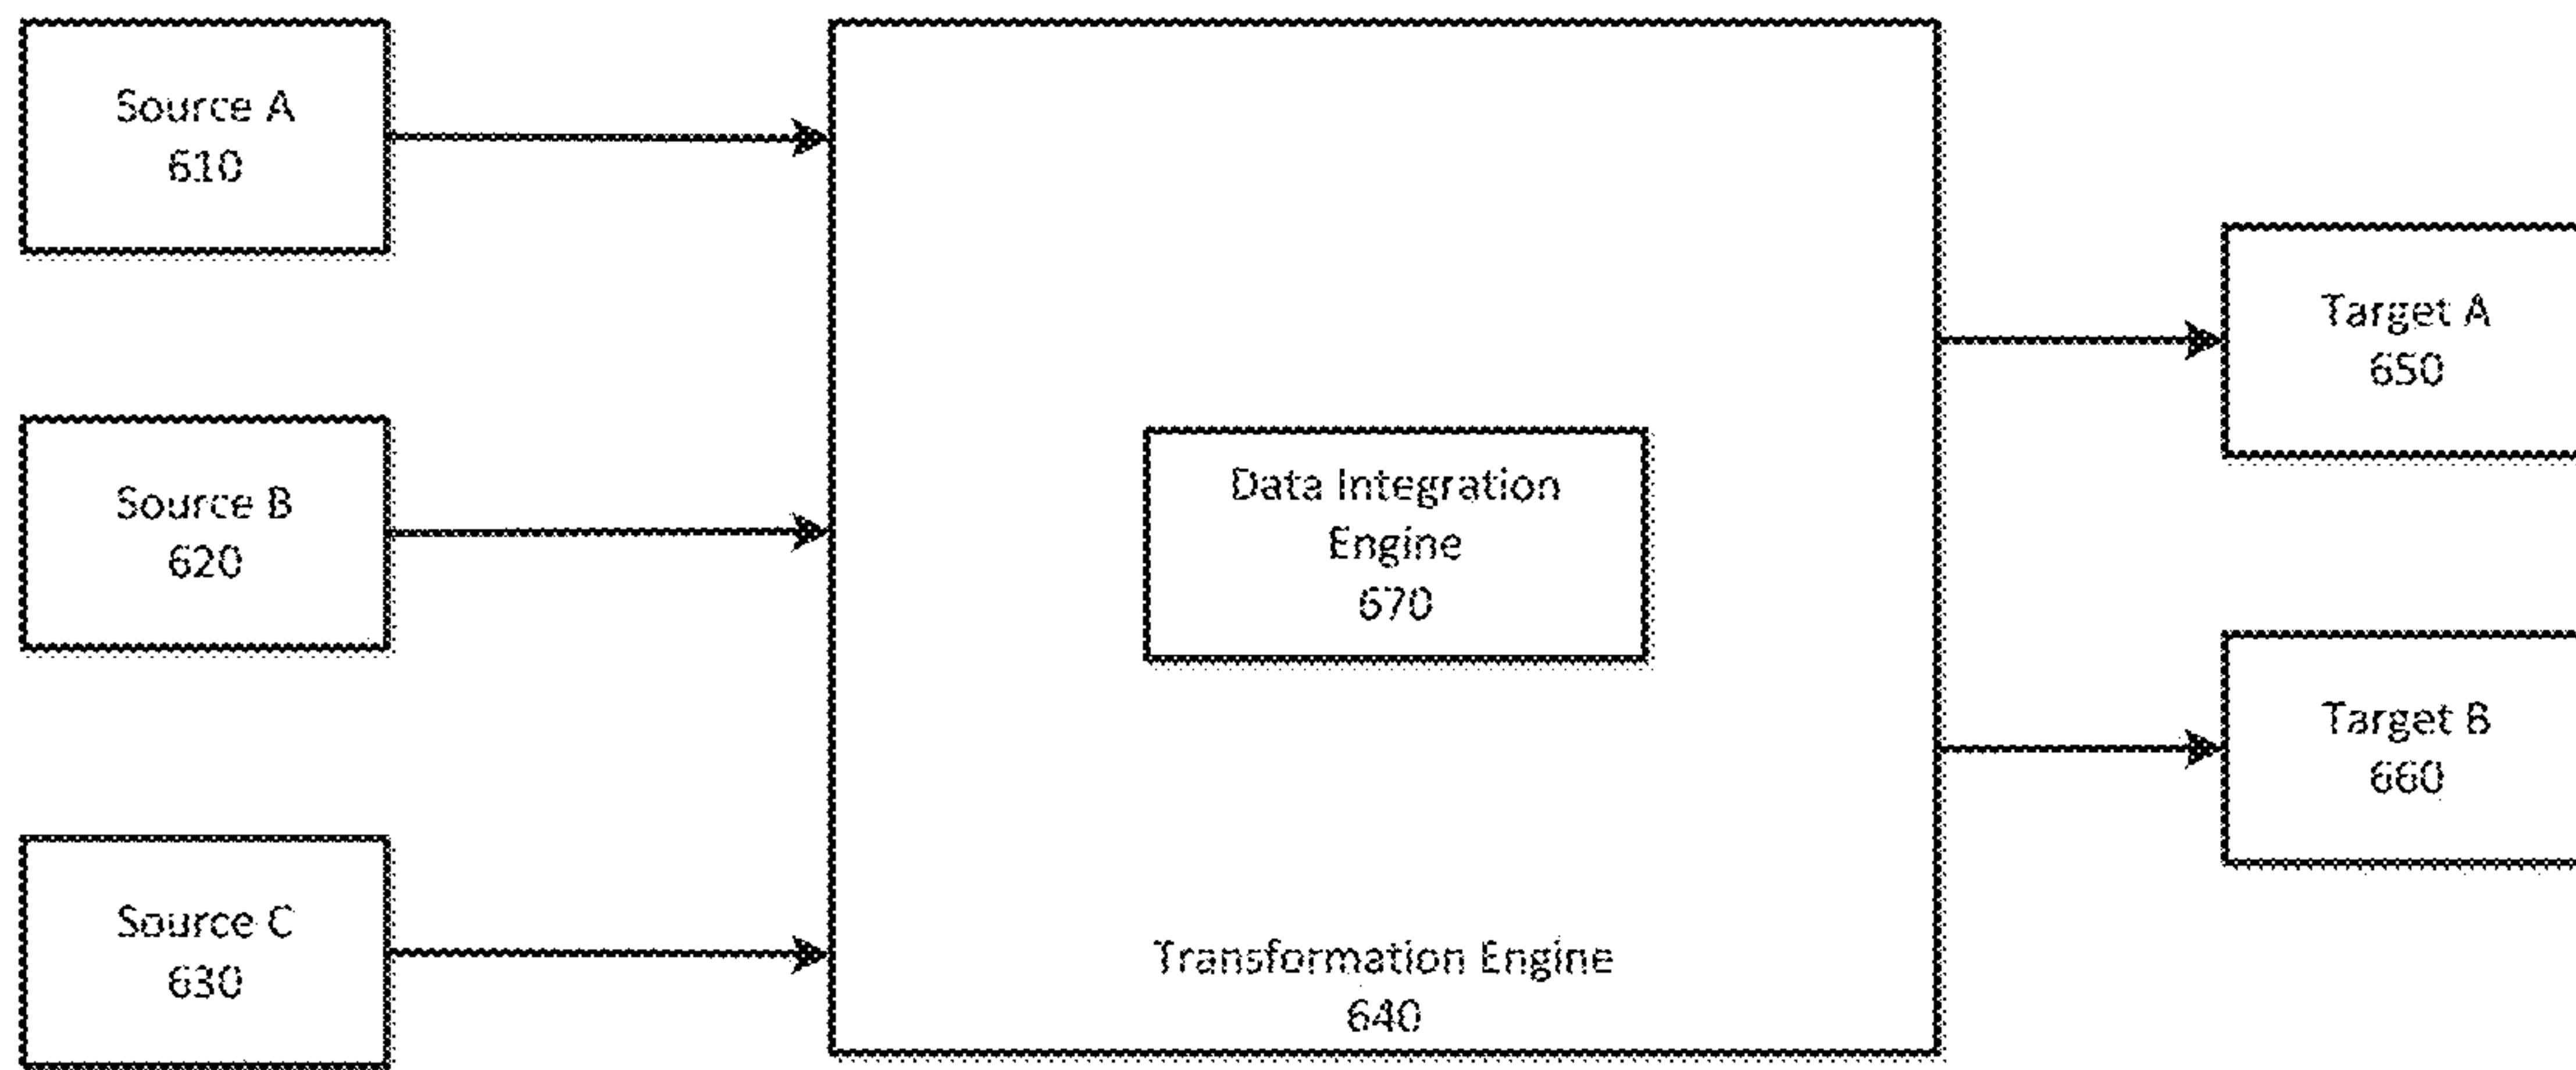 Source A
610
Source B
620
Source C
630
Data Integration
Engine
670
Transformation Engine
640
Target A
650
Target B
660